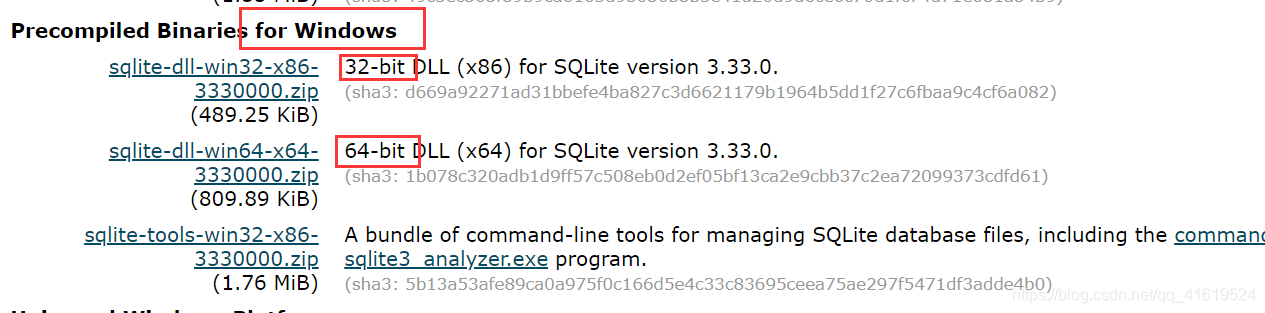 Precompiled Binaries for Windows
sqlite-dll-win32-x86- 32-bit DLL (x86) for SQLite version 3.33.0.
3330000.zip (sha3: d669a92271ad31bbefe4ba827c3d6621179b1964b5dd1f27c6fbaa9c4cf6a082)
(489.25 KiB)
sqlite-dll-win64-x64- 64-bit DLL (x64) for SQLite version 3.33.0.
3330000.zip (sha3: 1b078c320adb1d9ff57c508eb0d2ef05bf13ca2e9cbb37c2ea72099373cdfd61)
(809.89 KiB)
sqlite-tools-win32-x86- A bundle of command-line tools for managing SQLite database files, including the command
3330000.zip sqlite3_analyzer.exe program.
(1.76 MiB) (sha3: 5b13a53afe89ca0a975f0c166d5e4c33c83695ceea75ae297f5471df3adde4b0)
https://blog.csdn.net/qq_41619524